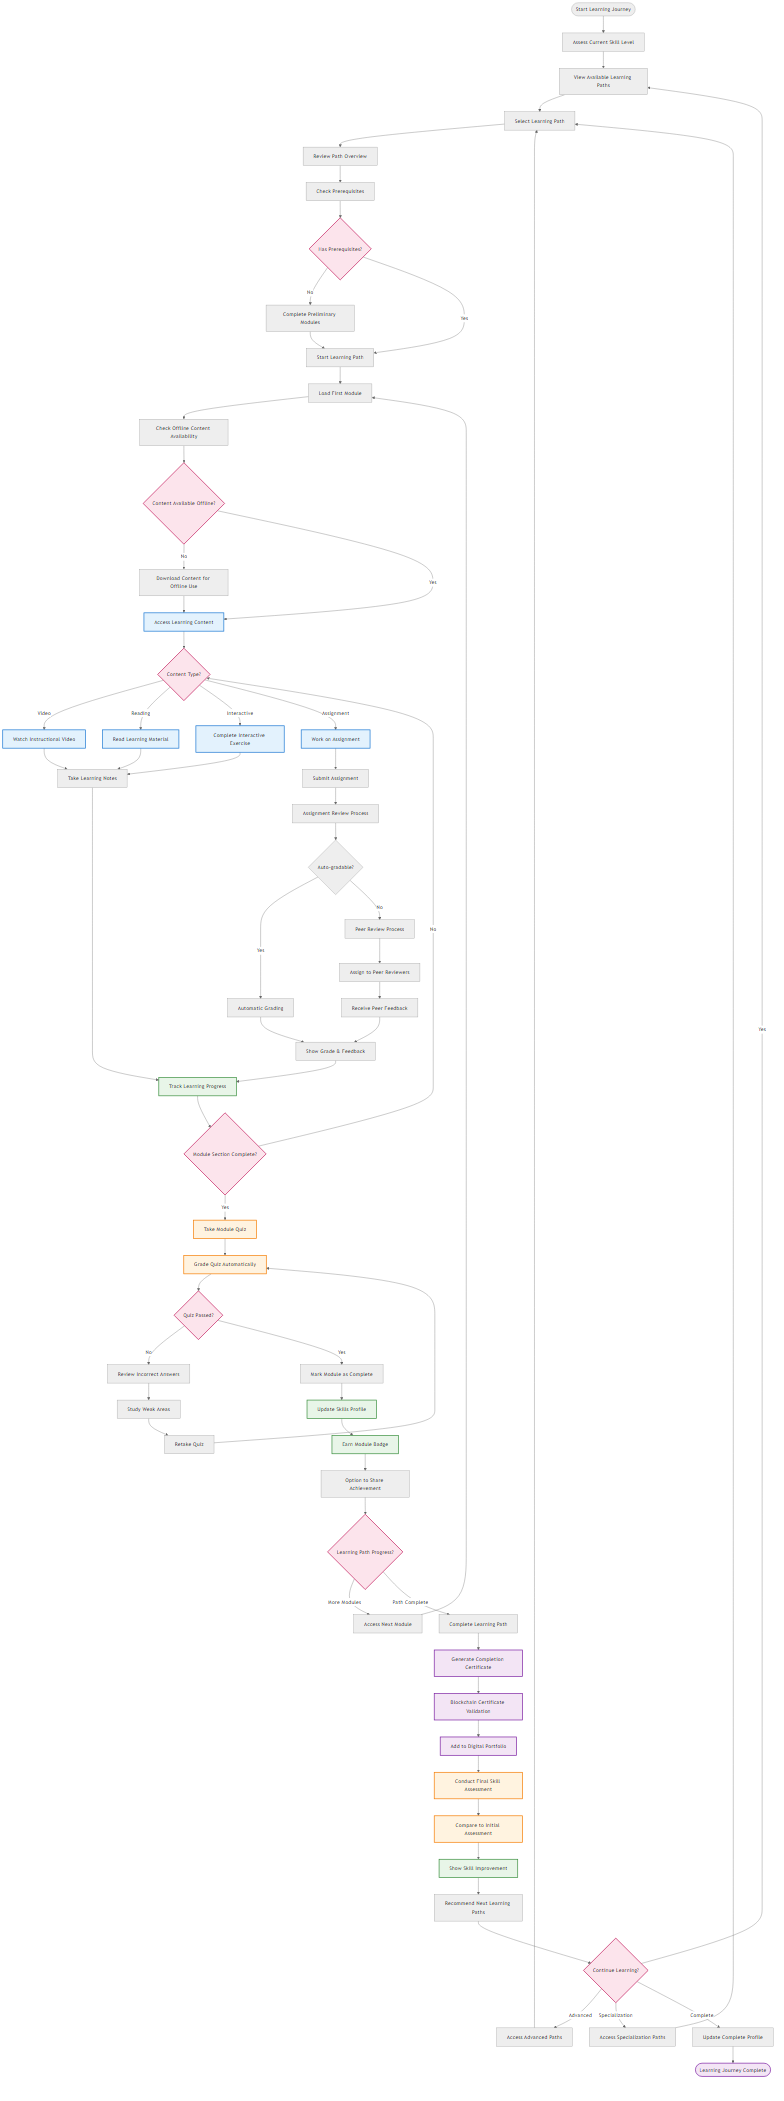 Start Learning Journey
Assess Current Skill Level
View Available Learning
Paths
Select Learning Path
Review Path Overview
Check Prerequisites
Has Prerequisites?
No
Yes
Complete Preliminary
Modules
Start Learning Path
Load First Module
Check Offline Content
Availability
Content Available Offline?
No
Yes
Download Content for
Offline Use
Access Learning Content
Content Type?
Video
Reading
Interactive
Assignment
Watch Instructional Video
Read Learning Material
Complete Interactive
Exercise
Work on Assignment
Take Learning Notes
Submit Assignment
Assignment Review Process
Auto-gradable?
No
Yes
Peer Review Process
No
Assign to Peer Reviewers
Automatic Grading
Receive Peer Feedback
Yes
Show Grade & Feedback
Track Learning Progress
Module Section Complete?
Yes
Take Module Quiz
Grade Quiz Automatically
Quiz Passed?
No
Yes
Review Incorrect Answers
Mark Module as Complete
Study Weak Areas
Update Skills Profile
Retake Quiz
Earn Module Badge
Option to Share
Achievement
Learning Path Progress?
More Modules
Path Complete
Access Next Module
Complete Learning Path
Generate Completion
Certificate
Blockchain Certificate
Validation
Add to Digital Portfolio
Conduct Final Skill
Assessment
Compare to Initial
Assessment
Show Skill Improvement
Recommend Next Learning
Paths
Continue Learning?
Advanced
Specialization
Complete
Access Advanced Paths
Access Specialization Paths
Update Complete Profile
Learning Journey Complete